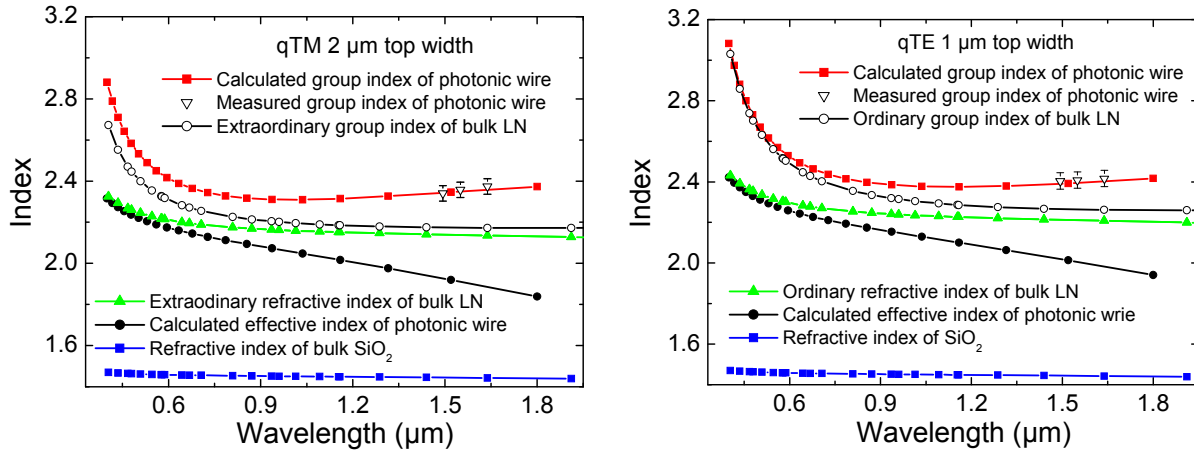 3.2
2.8
2.4
2.0
1.6
Index
qTM 2 µm top width
Calculated group index of photonic wire
Measured group index of photonic wire
Extraordinary group index of bulk LN
Extraodinary refractive index of bulk LN
Calculated effective index of photonic wire
Refractive index of bulk SiO₂
0.6 0.9 1.2 1.5 1.8
Wavelength (µm)
3.2
2.8
2.4
2.0
1.6
Index
qTE 1 µm top width
Calculated group index of photonic wire
Measured group index of photonic wire
Ordinary group index of bulk LN
Ordinary refractive index of bulk LN
Calculated effective index of photonic wrie
Refractive index of SiO₂
0.6 0.9 1.2 1.5 1.8
Wavelength (µm)